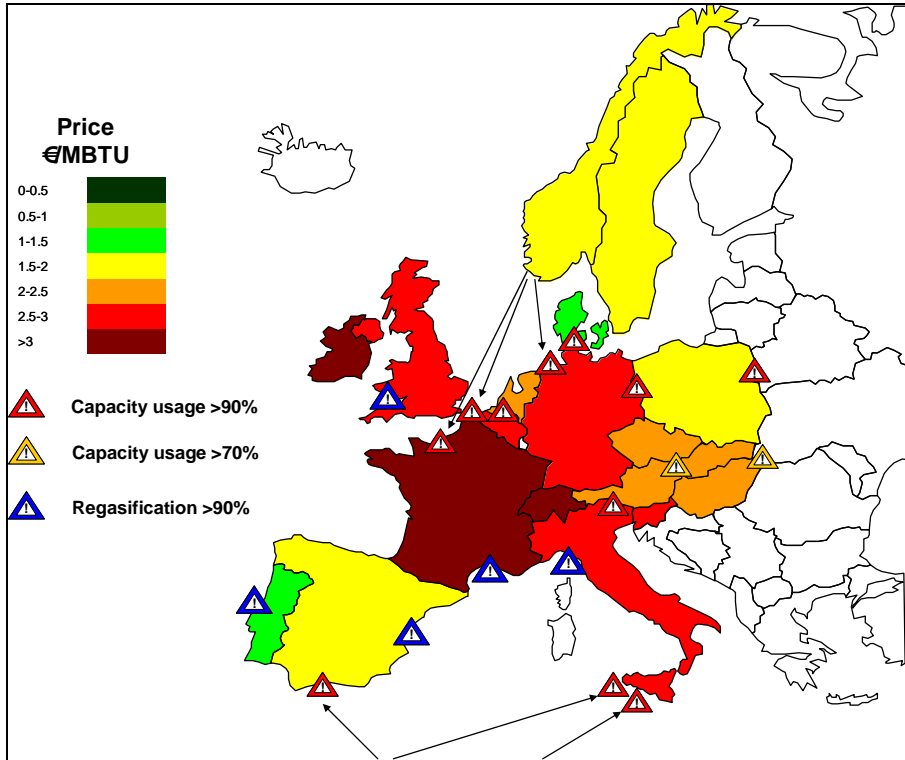 Price
€/MBTU
0-0.5
0.5-1
1-1.5
1.5-2
2-2.5
2.5-3
>3
Capacity usage >90%
Capacity usage >70%
Regasification >90%